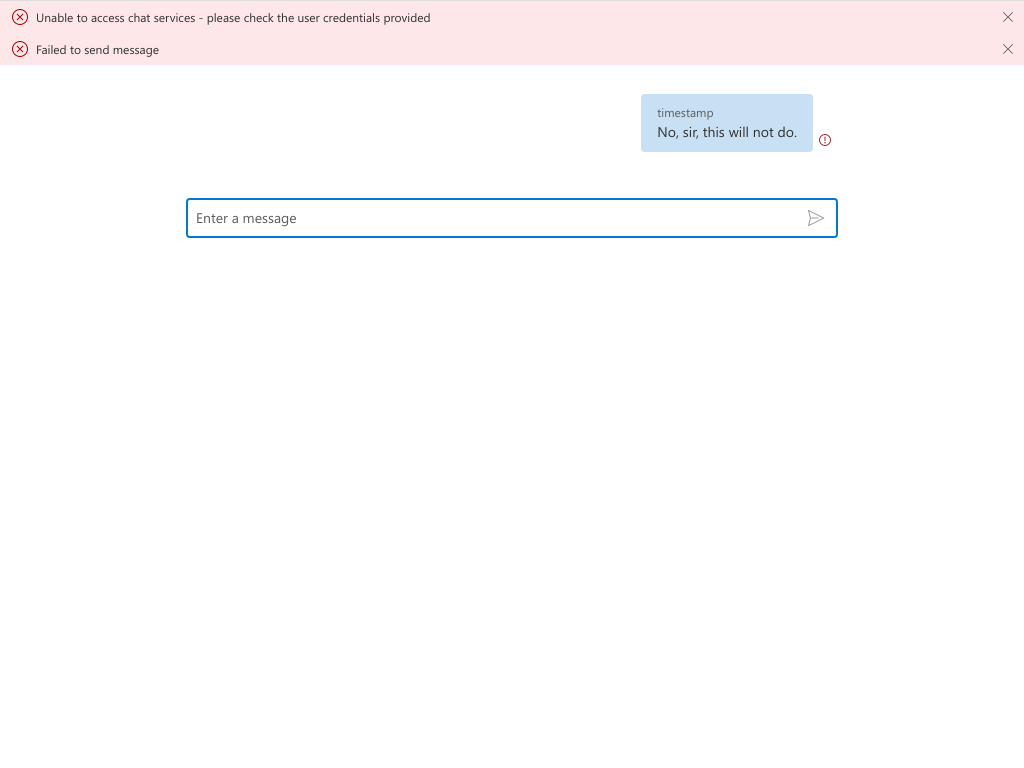 Unable to access chat services - please check the user credentials provided
Failed to send message
timestamp
No, sir, this will not do.
Enter a message